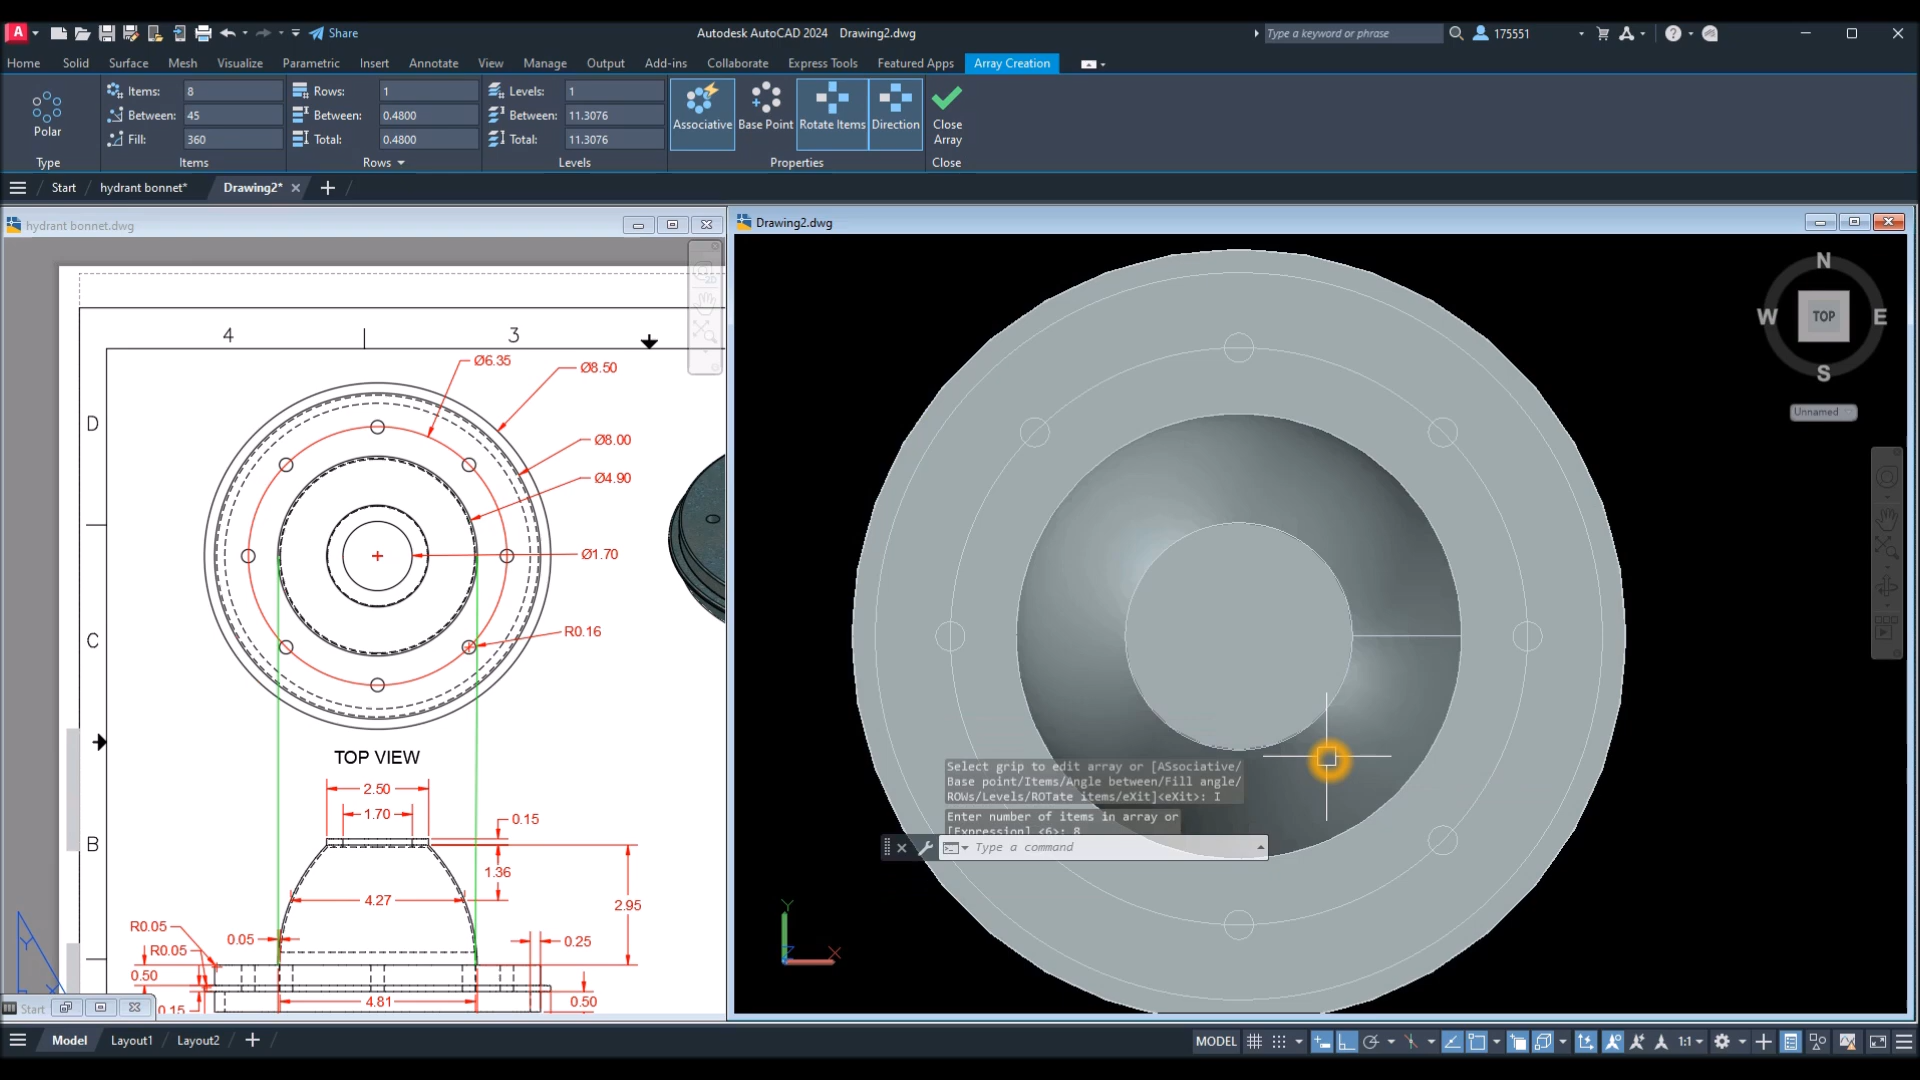 A Share Autodesk AutoCAD 2024 Drawing2.dwg Type a keyword or phrase 175551
Home Solid Surface Mesh Visualize Parametric Insert Annotate View Manage Output Add-ins Collaborate Express Tools Featured Apps Array Creation
Items: 8 Rows: 1 Levels: 1
Between: 45 Between: 0.4800 Between: 11.3076
Fill: 360 Total: 0.4800 Total: 11.3076
Polar Associative Base Point Rotate Items Direction Close Array
Type Items Rows Levels Properties Close
Start hydrant bonnet* Drawing2*
hydrant bonnet.dwg
Drawing2.dwg
4 3
Ø6.35
Ø8.50
D
Ø8.00
Ø4.90
Ø1.70
R0.16
C
TOP VIEW
2.50
1.70
0.15
B
1.36
4.27
2.95
R0.05
0.05
0.25
R0.05
0.50
4.81
0.50
0.15
Y
X
Start
N
W TOP E
S
Unnamed
Select grip to edit array or [ASsociative/
Base point/Items/Angle between/Fill angle/
ROWs/Levels/ROTate items/eXit]<eXit>: I
Enter number of items in array or
[Expression] <6>: 8
Type a command
Y
Z
X
Model Layout1 Layout2
MODEL 1:1